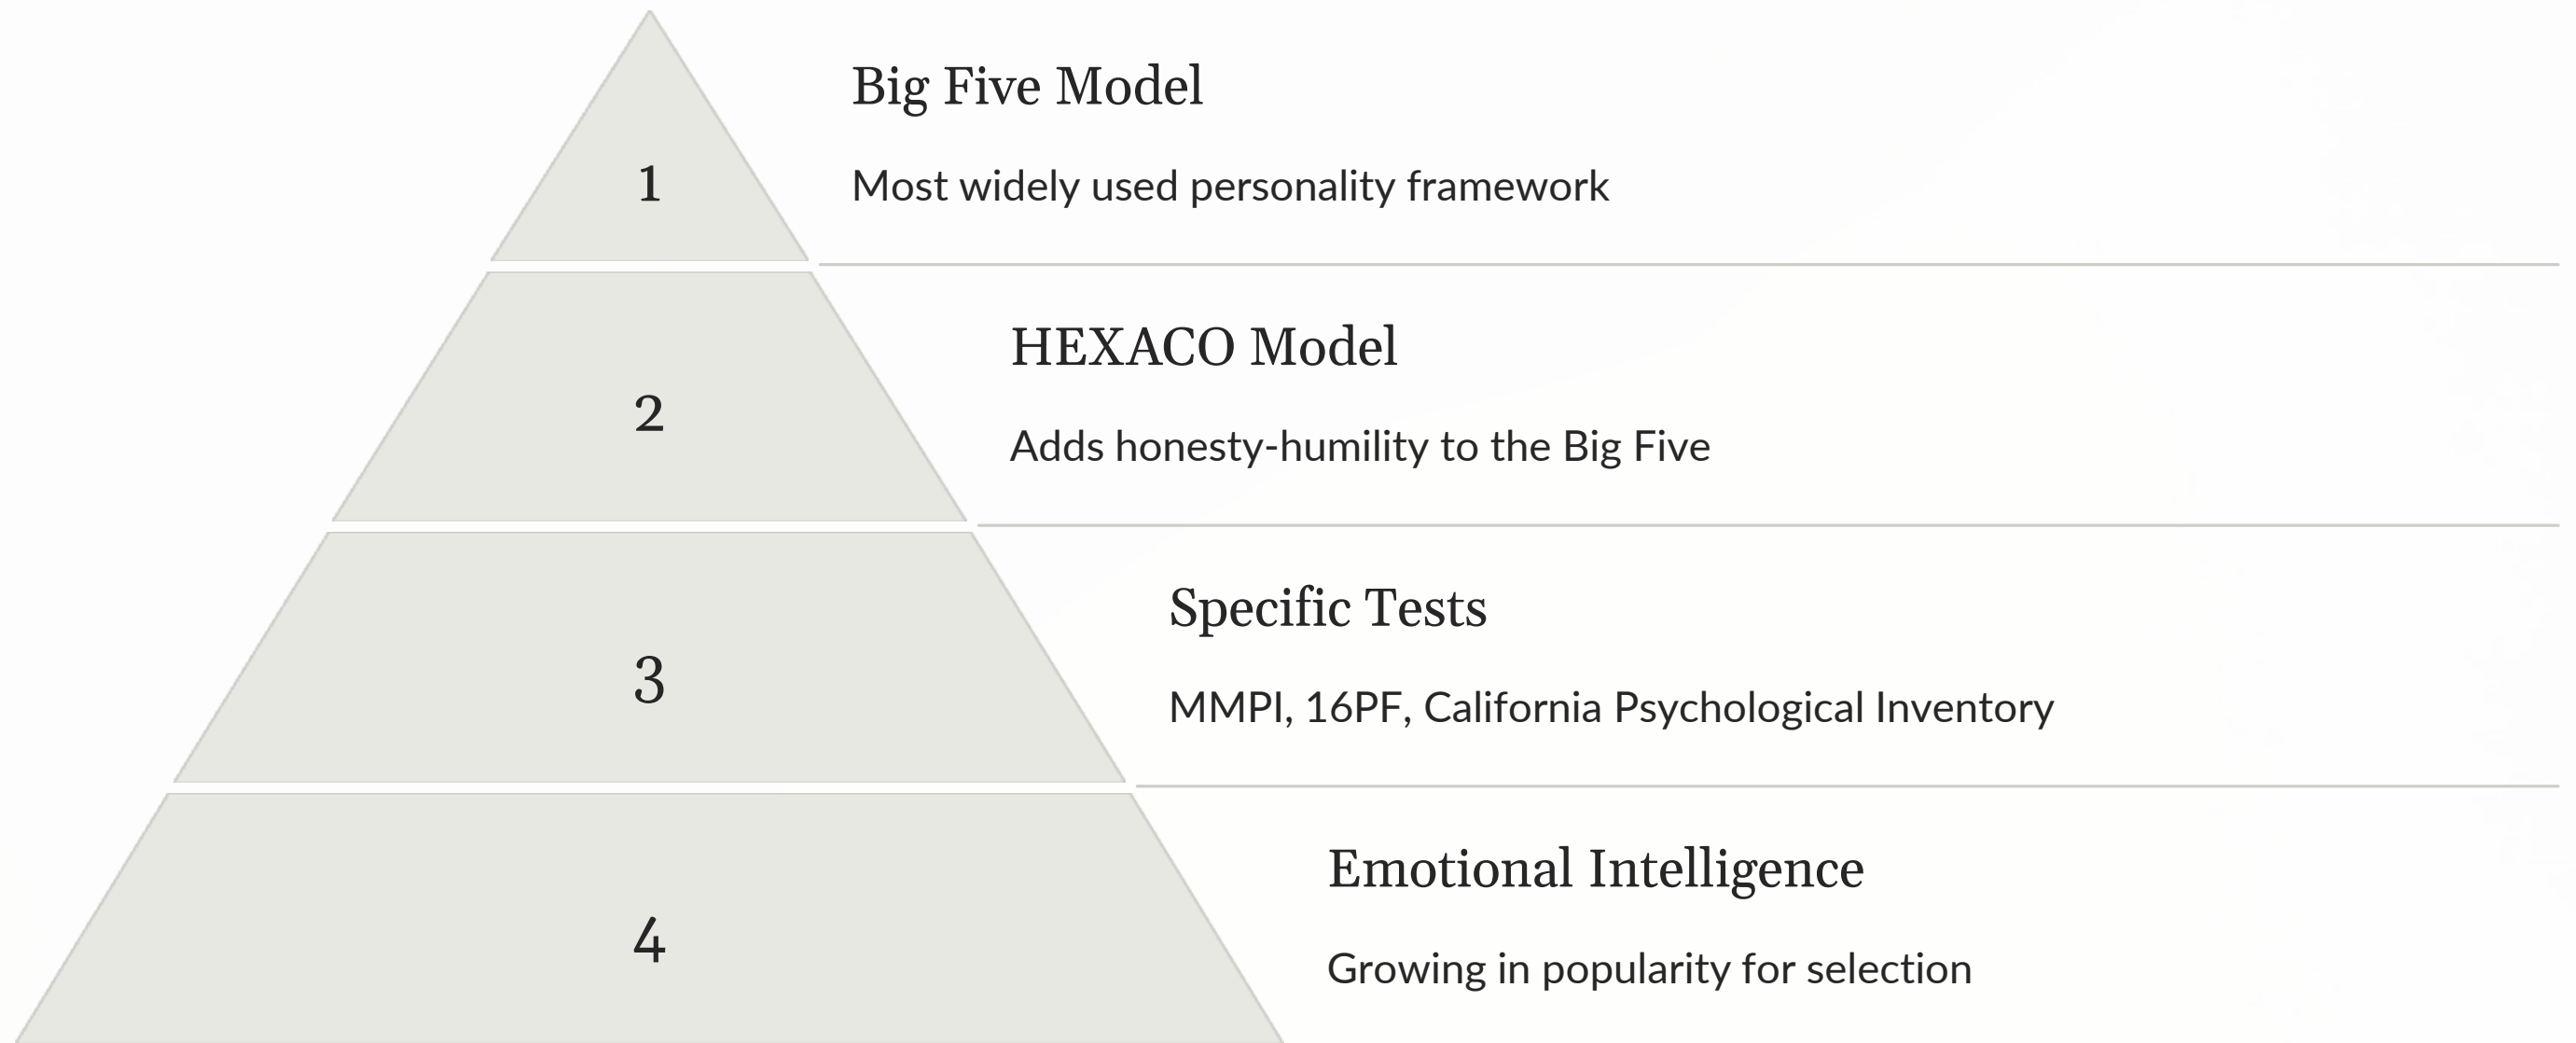 1
Big Five Model
Most widely used personality framework
2
HEXACO Model
Adds honesty-humility to the Big Five
3
Specific Tests
MMPI, 16PF, California Psychological Inventory
4
Emotional Intelligence
Growing in popularity for selection